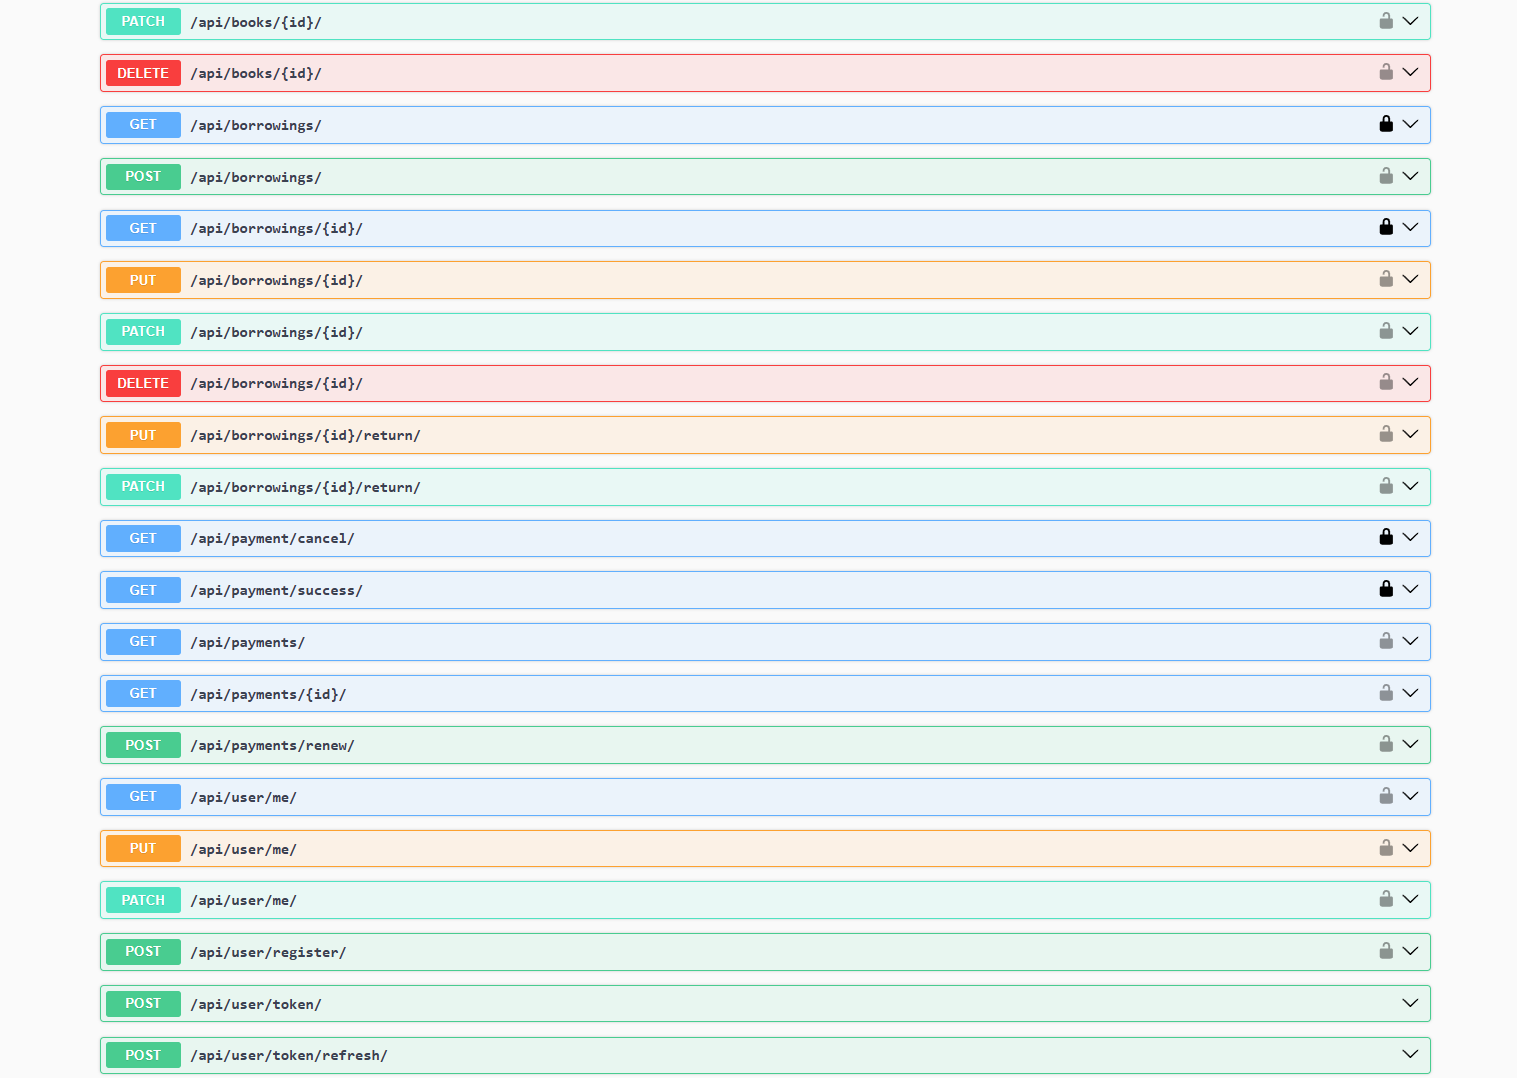 PATCH /api/books/{id}/
DELETE /api/books/{id}/
GET /api/borrowings/
POST /api/borrowings/
GET /api/borrowings/{id}/
PUT /api/borrowings/{id}/
PATCH /api/borrowings/{id}/
DELETE /api/borrowings/{id}/
PUT /api/borrowings/{id}/return/
PATCH /api/borrowings/{id}/return/
GET /api/payment/cancel/
GET /api/payment/success/
GET /api/payments/
GET /api/payments/{id}/
POST /api/payments/renew/
GET /api/user/me/
PUT /api/user/me/
PATCH /api/user/me/
POST /api/user/register/
POST /api/user/token/
POST /api/user/token/refresh/